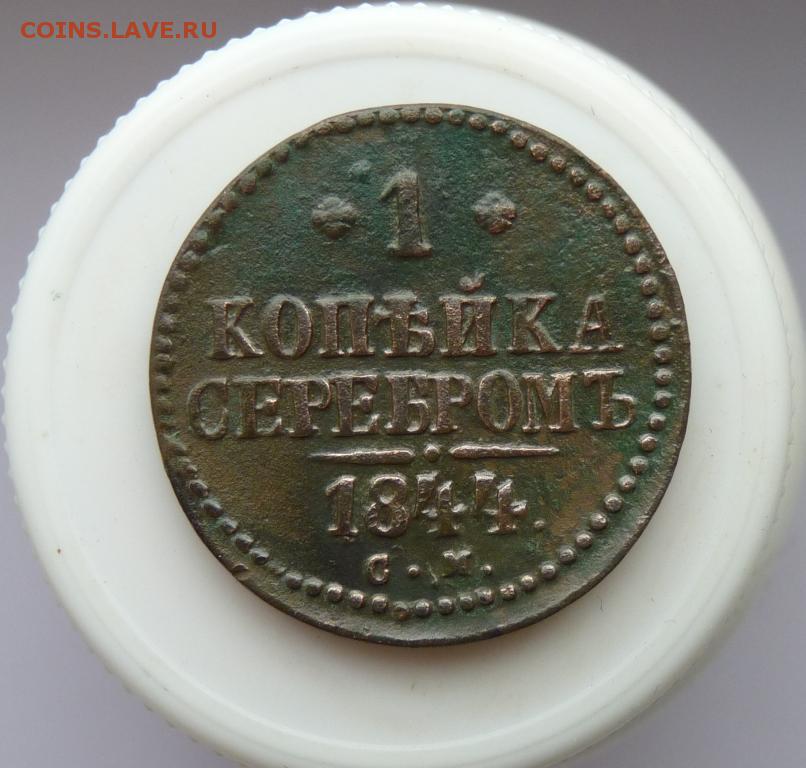 COINS.LAVE.RU
1
КОПѢЙКА
СЕРЕБРОМЪ
1844.
С. М.